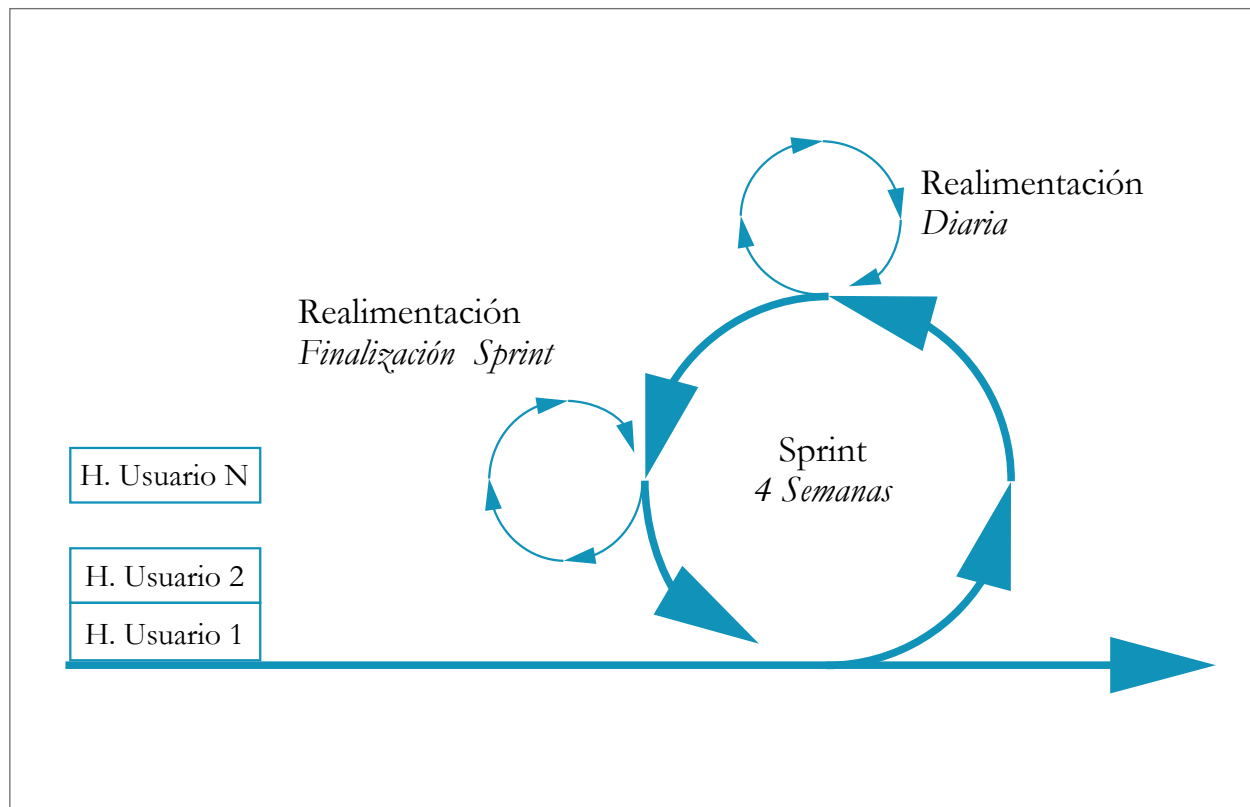 Realimentación
Diaria
Realimentación
Finalización Sprint
Sprint
4 Semanas
H. Usuario N
H. Usuario 2
H. Usuario 1